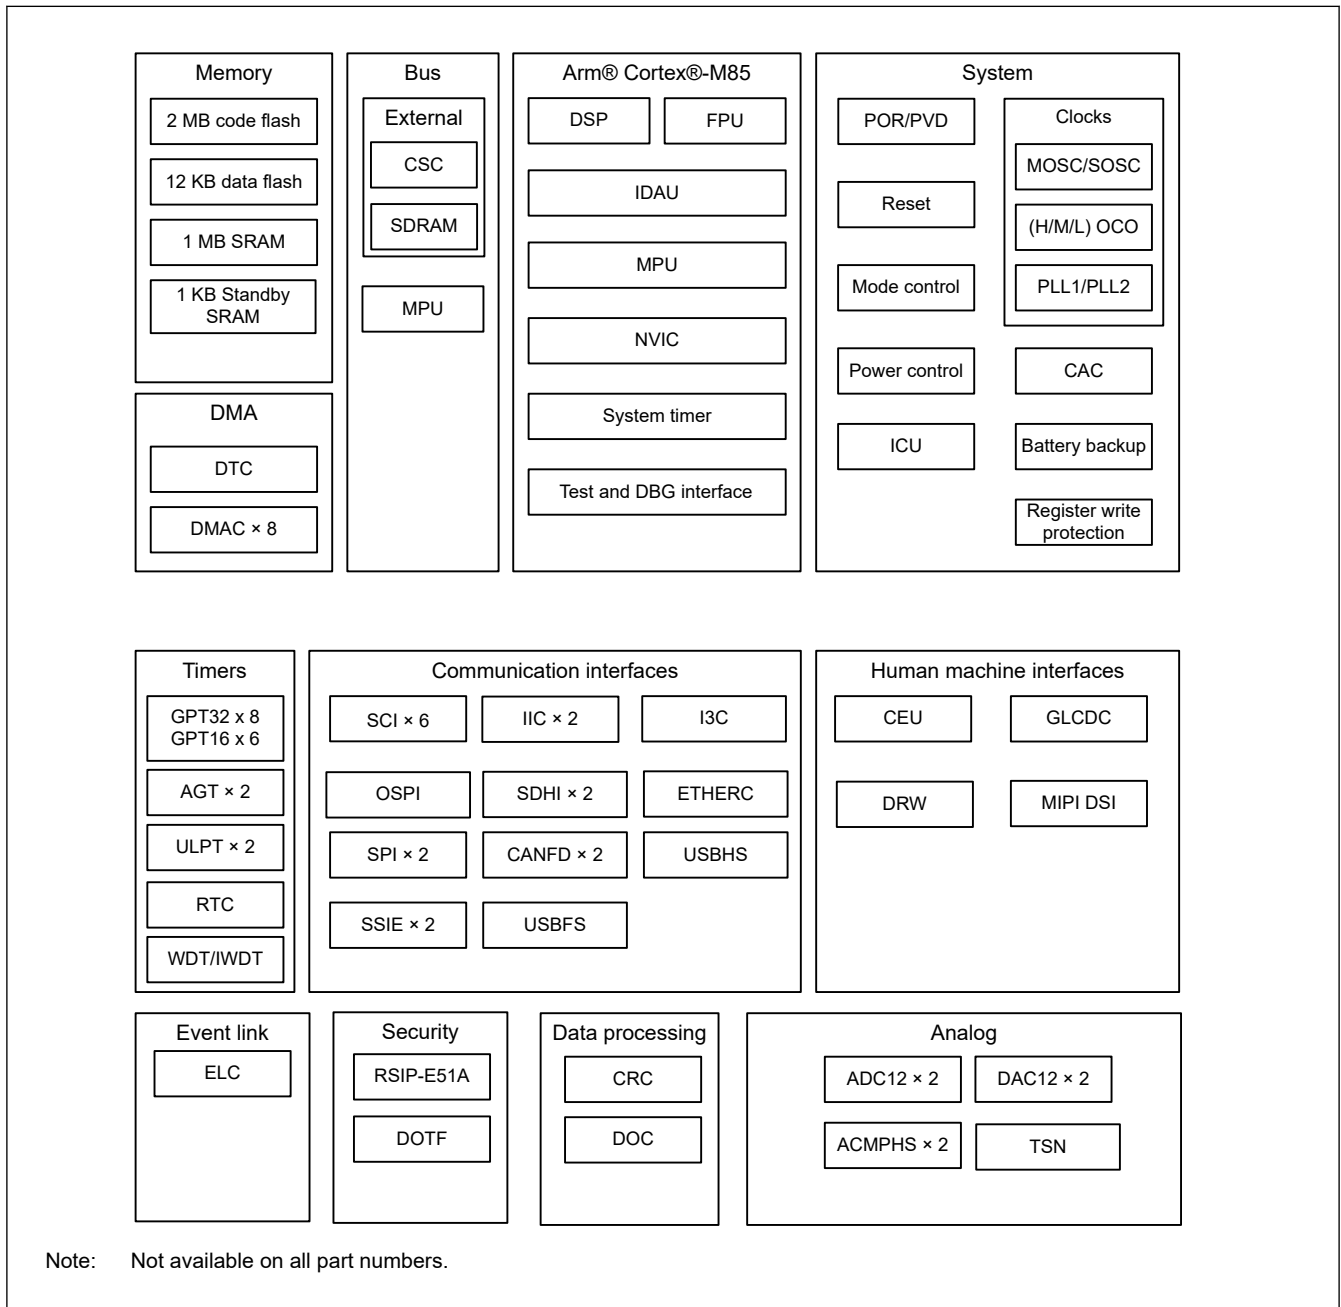 Memory
2 MB code flash
12 KB data flash
1 MB SRAM
1 KB Standby
SRAM
DMA
DTC
DMAC × 8
Bus
External
CSC
SDRAM
MPU
Arm® Cortex®-M85
DSP
FPU
IDAU
MPU
NVIC
System timer
Test and DBG interface
System
POR/PVD
Reset
Mode control
Power control
ICU
Clocks
MOSC/SOSC
(H/M/L) OCO
PLL1/PLL2
CAC
Battery backup
Register write
protection
Timers
GPT32 x 8
GPT16 x 6
AGT × 2
ULPT × 2
RTC
WDT/IWDT
Communication interfaces
SCI × 6
IIC × 2
I3C
OSPI
SDHI × 2
ETHERC
SPI × 2
CANFD × 2
USBHS
SSIE × 2
USBFS
Human machine interfaces
CEU
GLCDC
DRW
MIPI DSI
Event link
ELC
Security
RSIP-E51A
DOTF
Data processing
CRC
DOC
Analog
ADC12 × 2
DAC12 × 2
ACMPHS × 2
TSN
Note: Not available on all part numbers.